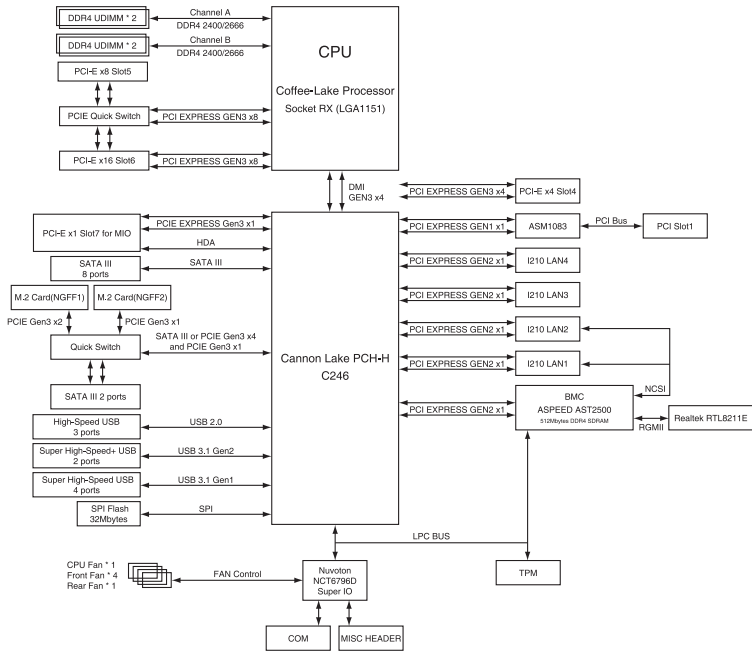 DDR4 UDIMM * 2
Channel A
DDR4 2400/2666
DDR4 UDIMM * 2
Channel B
DDR4 2400/2666
CPU
Coffee-Lake Processor
Socket RX (LGA1151)
PCI-E x8 Slot5
PCIE Quick Switch
PCI EXPRESS GEN3 x8
PCI-E x16 Slot6
PCI EXPRESS GEN3 x8
DMI
GEN3 x4
PCI EXPRESS GEN3 x4
PCI-E x4 Slot4
PCI-E x1 Slot7 for MIO
PCIE EXPRESS Gen3 x1
HDA
PCI EXPRESS GEN1 x1
ASM1083
PCI Bus
PCI Slot1
SATA III
8 ports
SATA III
PCI EXPRESS GEN2 x1
I210 LAN4
M.2 Card(NGFF1)
M.2 Card(NGFF2)
PCI EXPRESS GEN2 x1
I210 LAN3
PCIE Gen3 x2
PCIE Gen3 x1
Quick Switch
SATA III or PCIE Gen3 x4
and PCIE Gen3 x1
PCI EXPRESS GEN2 x1
I210 LAN2
Cannon Lake PCH-H
C246
PCI EXPRESS GEN2 x1
I210 LAN1
SATA III 2 ports
NCSI
BMC
ASPEED AST2500
512Mbytes DDR4 SDRAM
PCI EXPRESS GEN2 x1
RGMII
Realtek RTL8211E
High-Speed USB
3 ports
USB 2.0
Super High-Speed+ USB
2 ports
USB 3.1 Gen2
Super High-Speed USB
4 ports
USB 3.1 Gen1
SPI Flash
32Mbytes
SPI
LPC BUS
CPU Fan * 1
Front Fan * 4
Rear Fan * 1
FAN Control
Nuvoton
NCT6796D
Super IO
TPM
COM
MISC HEADER